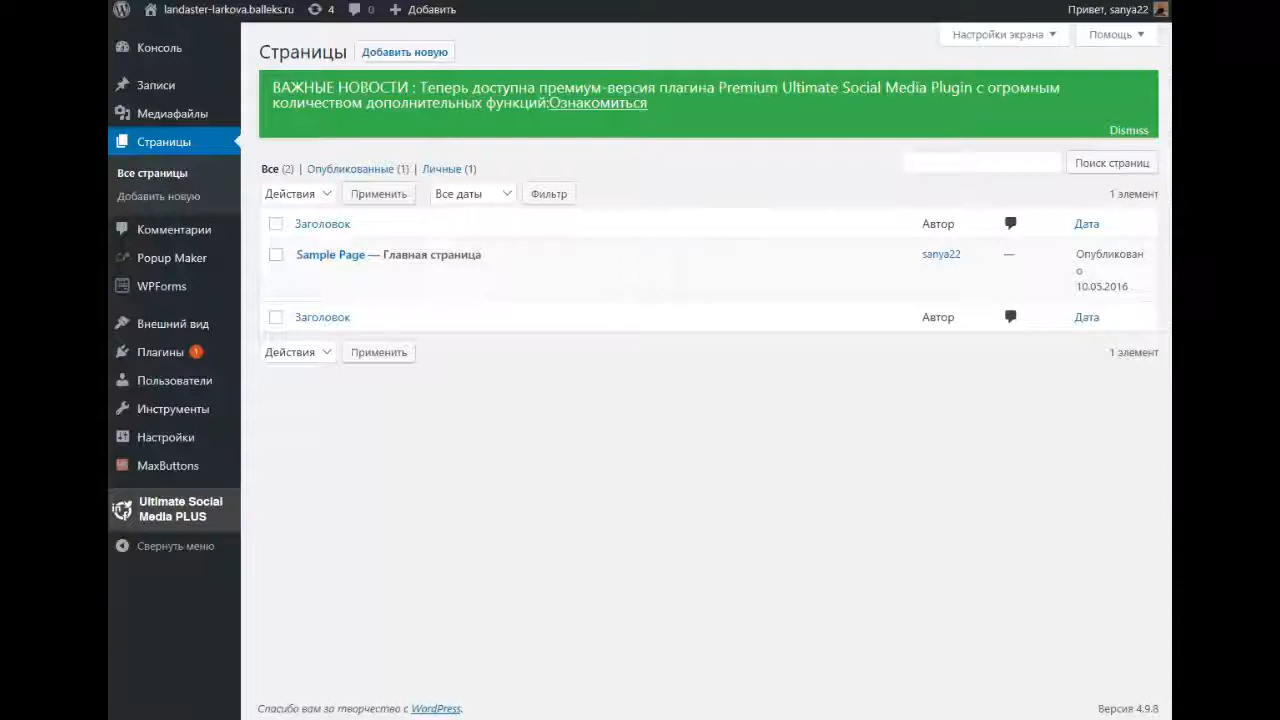 landaster-larkova.balleks.ru 4 0 Добавить Привет, sanya22
Консоль
Записи
Медиафайлы
Страницы
Все страницы
Добавить новую
Комментарии
Popup Maker
WPForms
Внешний вид
Плагины 1
Пользователи
Инструменты
Настройки
MaxButtons
Ultimate Social
Media PLUS
Свернуть меню
Настройки экрана Помощь
Страницы Добавить новую
ВАЖНЫЕ НОВОСТИ : Теперь доступна премиум-версия плагина Premium Ultimate Social Media Plugin с огромным
количеством дополнительных функций:Ознакомиться
Dismiss
Все (2) | Опубликованные (1) | Личные (1) Поиск страниц
Действия Применить Все даты Фильтр 1 элемент
Заголовок Автор Дата
Sample Page — Главная страница sanya22 — Опубликован
о
10.05.2016
Заголовок Автор Дата
Действия Применить 1 элемент
Спасибо вам за творчество с WordPress. Версия 4.9.8